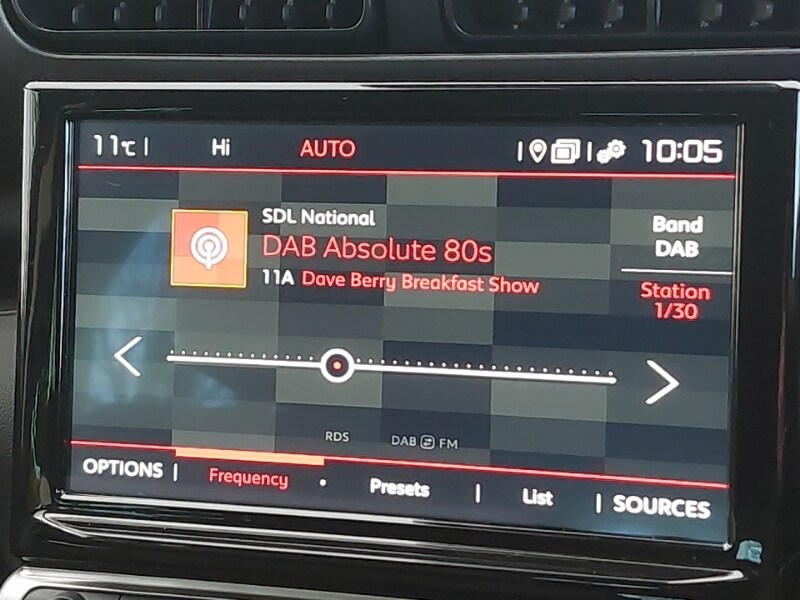 11℃ | Hi AUTO 10:05
SDL National
DAB Absolute 80s
11A Dave Berry Breakfast Show
Band
DAB
Station
1/30
RDS DAB FM
OPTIONS | Frequency • Presets | List | SOURCES